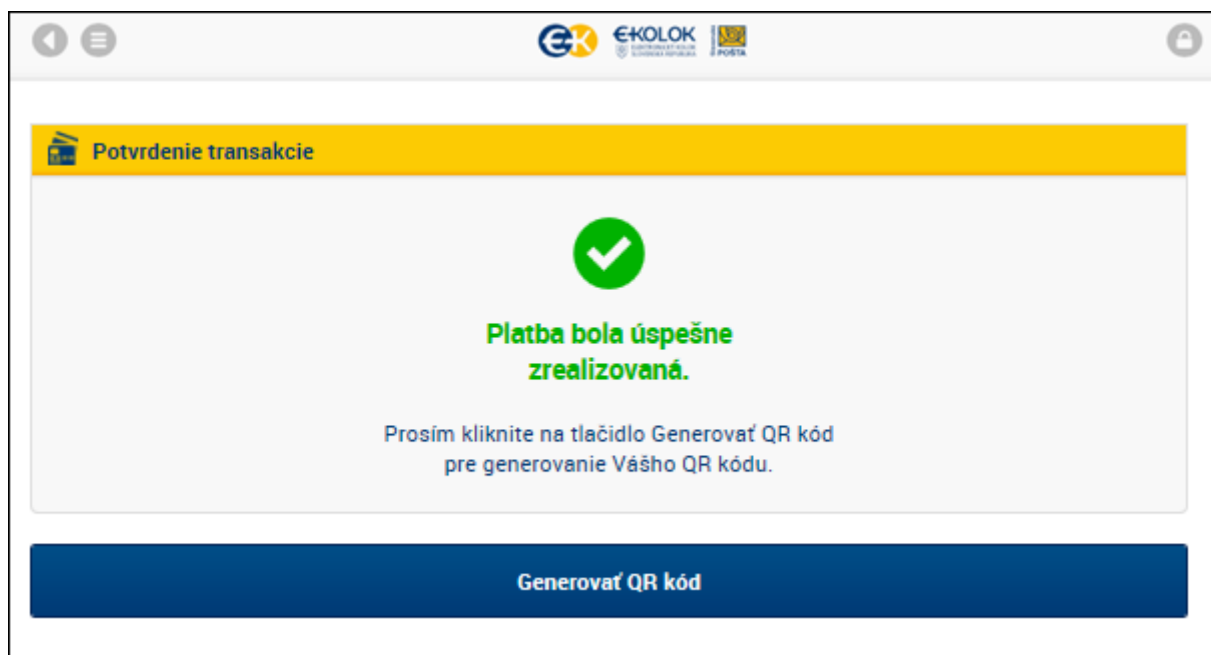 €K €KOLOK POŠTA
Potvrdenie transakcie
Platba bola úspešne
zrealizovaná.
Prosím kliknite na tlačidlo Generovať QR kód
pre generovanie Vášho QR kódu.
Generovať QR kód